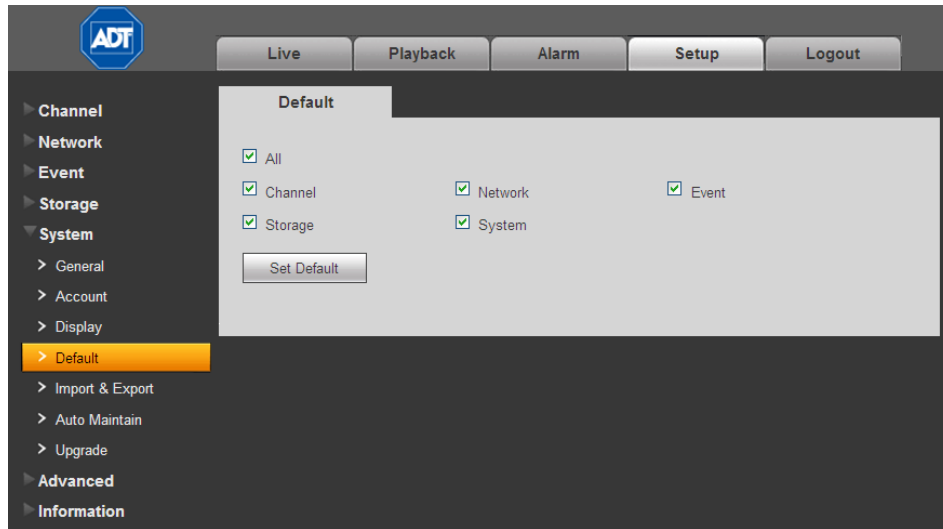 ADT
Live Playback Alarm Setup Logout
Channel
Network
Event
Storage
System
> General
> Account
> Display
> Default
> Import & Export
> Auto Maintain
> Upgrade
Advanced
Information
Default
All
Channel Network Event
Storage System
Set Default